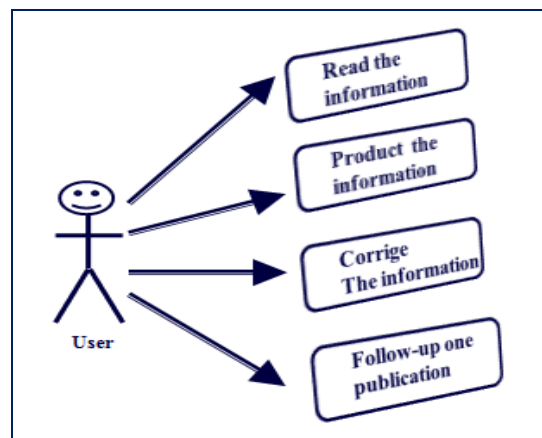 Read the
information
Product the
information
Corrige
The information
User
Follow-up one
publication